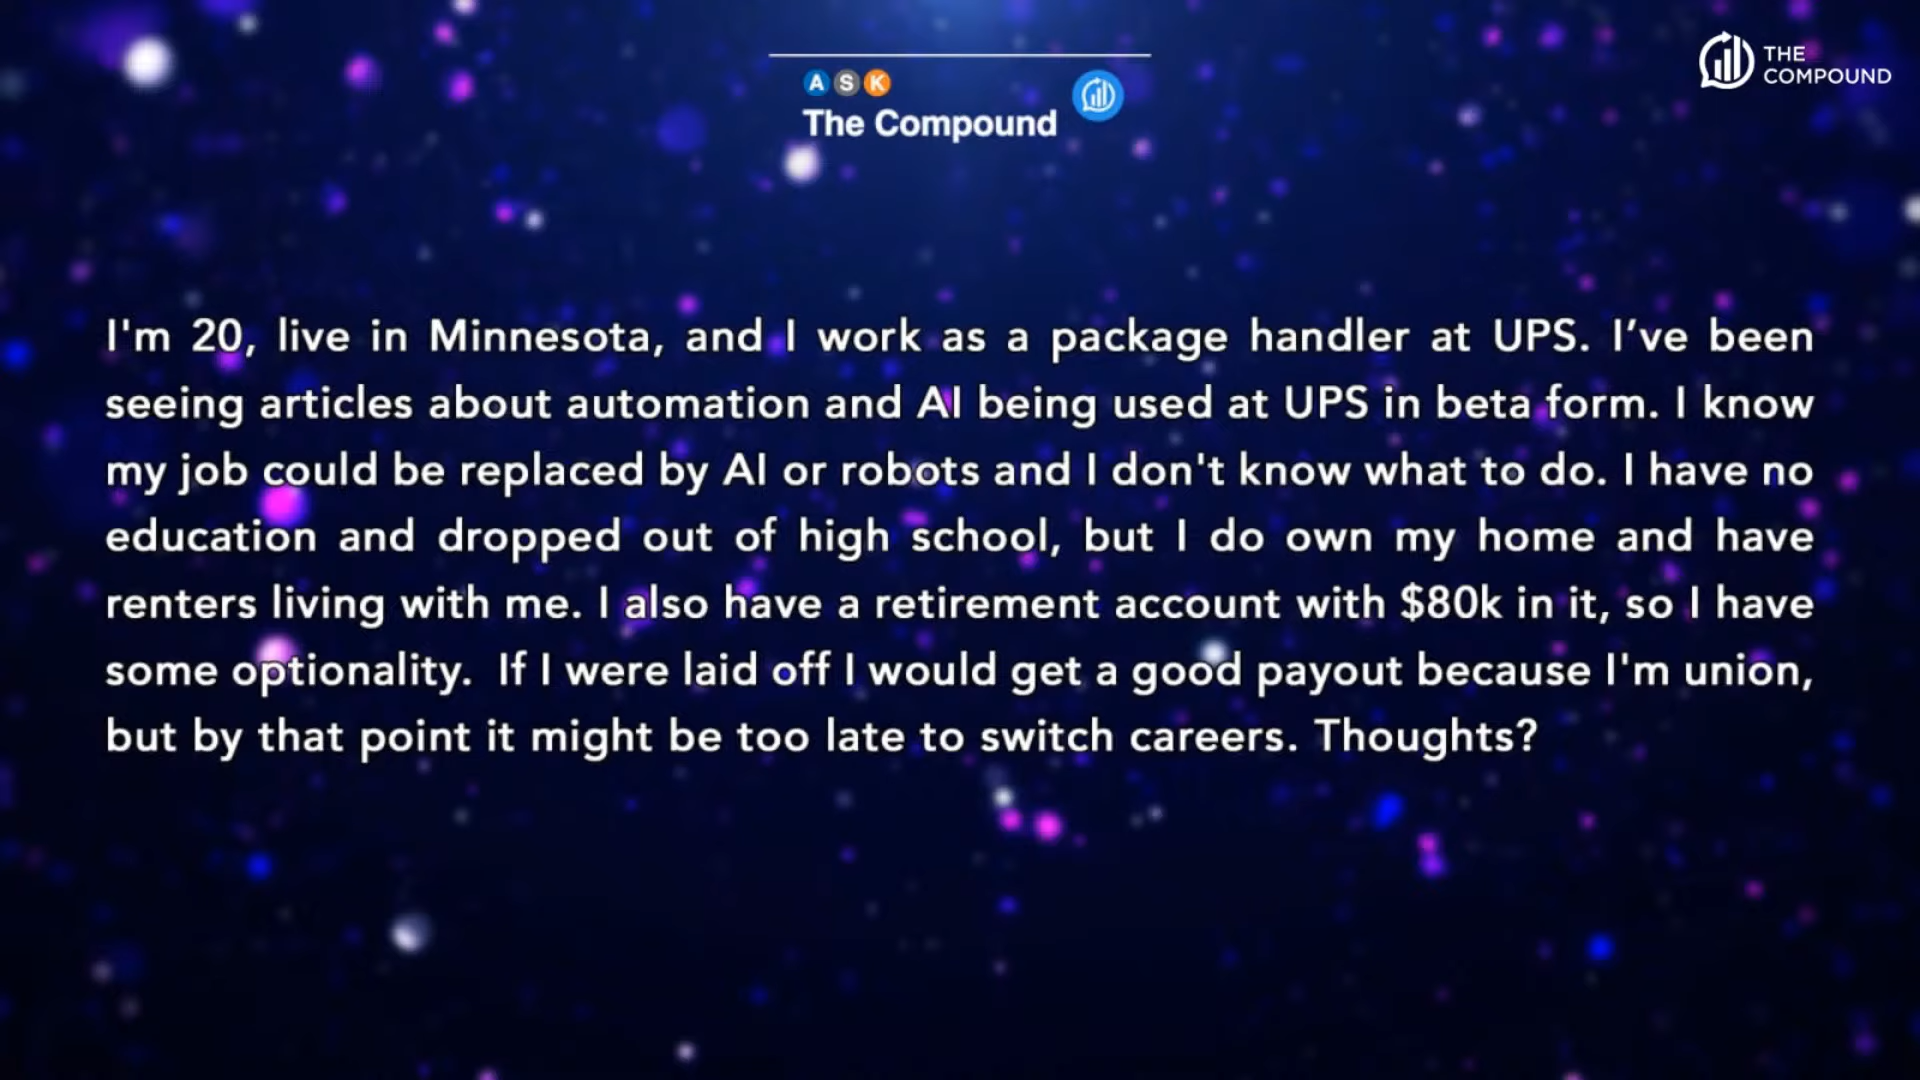 ASK
The Compound
THE
COMPOUND
I'm 20, live in Minnesota, and I work as a package handler at UPS. I’ve been
seeing articles about automation and AI being used at UPS in beta form. I know
my job could be replaced by AI or robots and I don't know what to do. I have no
education and dropped out of high school, but I do own my home and have
renters living with me. I also have a retirement account with $80k in it, so I have
some optionality.  If I were laid off I would get a good payout because I'm union,
but by that point it might be too late to switch careers. Thoughts?